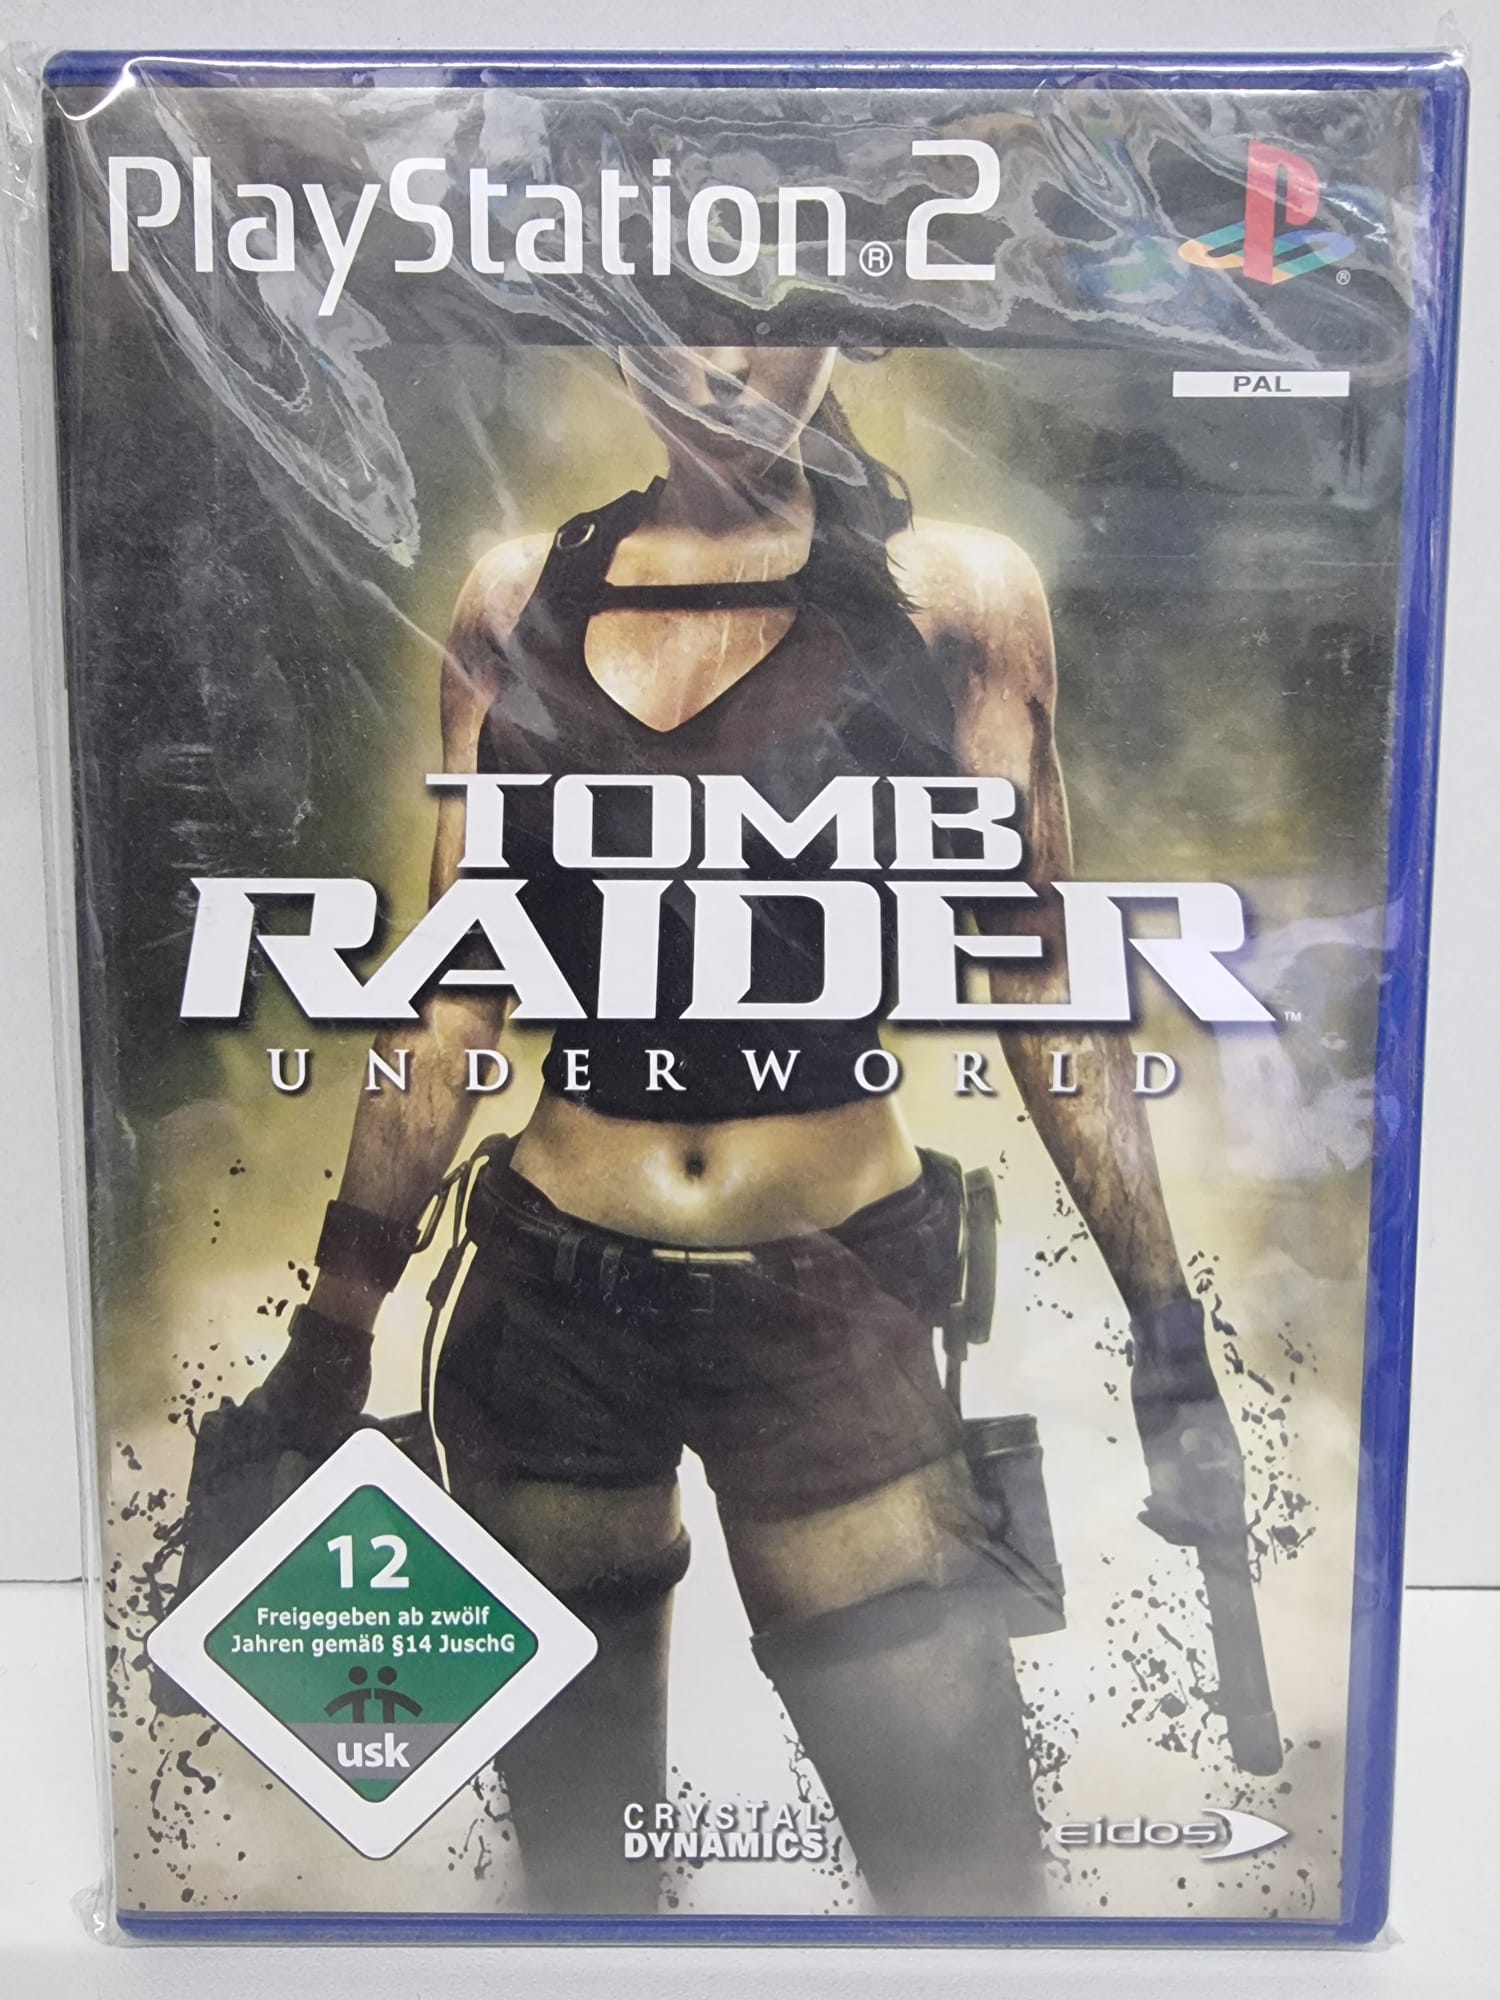 PlayStation®2
®
PAL
TOMB
RAIDER™
UNDERWORLD
12
Freigegeben ab zwölf
Jahren gemäß §14 JuschG
usk
CRYSTAL
DYNAMICS
eidos